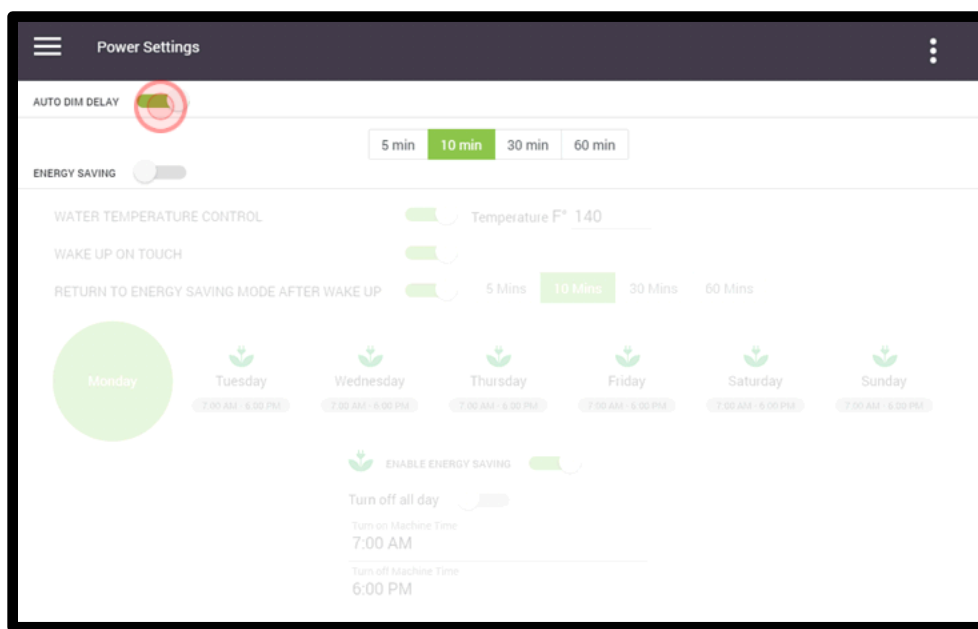 Power Settings
AUTO DIM DELAY
5 min 10 min 30 min 60 min
ENERGY SAVING
WATER TEMPERATURE CONTROL Temperature F° 140
WAKE UP ON TOUCH
RETURN TO ENERGY SAVING MODE AFTER WAKE UP 5 Mins 10 Mins 30 Mins 60 Mins
Monday Tuesday Wednesday Thursday Friday Saturday Sunday
7:00 AM - 6:00 PM 7:00 AM - 6:00 PM 7:00 AM - 6:00 PM 7:00 AM - 6:00 PM 7:00 AM - 6:00 PM 7:00 AM - 6:00 PM
ENABLE ENERGY SAVING
Turn off all day
Turn on Machine Time
7:00 AM
Turn off Machine Time
6:00 PM